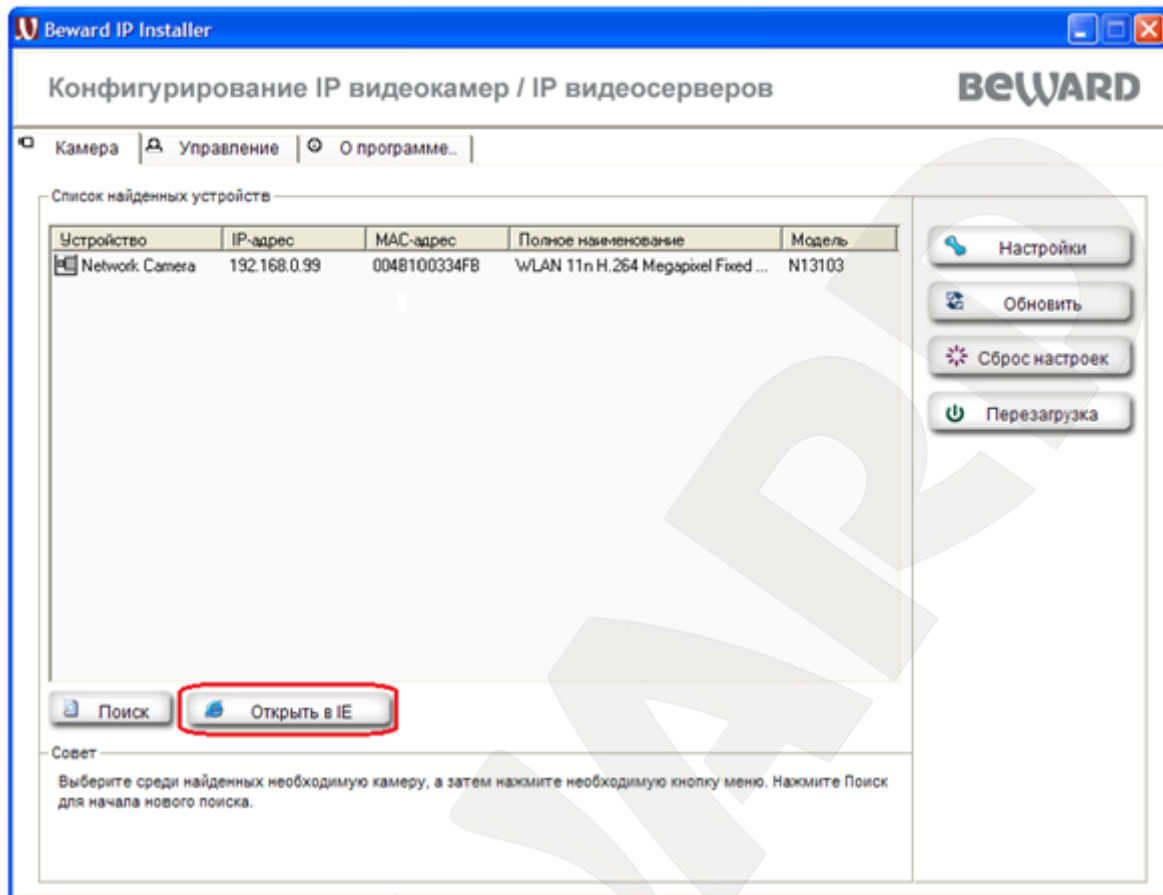 Beward IP Installer
Конфигурирование IP видеокамер / IP видеосерверов
BEWARD
Камера Управление О программе..
Список найденных устройств
Устройство IP-адрес MAC-адрес Полное наименование Модель
Network Camera 192.168.0.99 0048100334FB WLAN 11n H.264 Megapixel Fixed ... N13103
Настройки
Обновить
Сброс настроек
Перезагрузка
Поиск Открыть в IE
Совет
Выберите среди найденных необходимую камеру, а затем нажмите необходимую кнопку меню. Нажмите Поиск
для начала нового поиска.